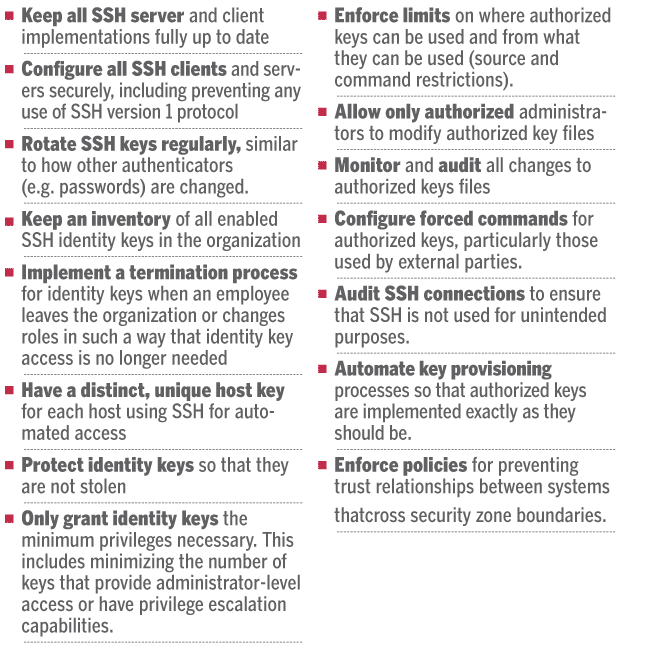 Keep all SSH server and client
implementations fully up to date
Configure all SSH clients and serv-
ers securely, including preventing any
use of SSH version 1 protocol
Rotate SSH keys regularly, similar
to how other authenticators
(e.g. passwords) are changed.
Keep an inventory of all enabled
SSH identity keys in the organization
Implement a termination process
for identity keys when an employee
leaves the organization or changes
roles in such a way that identity key
access is no longer needed
Have a distinct, unique host key
for each host using SSH for auto-
mated access
Protect identity keys so that they
are not stolen
Only grant identity keys the
minimum privileges necessary. This
includes minimizing the number of
keys that provide administrator-level
access or have privilege escalation
capabilities.
Enforce limits on where authorized
keys can be used and from what
they can be used (source and
command restrictions).
Allow only authorized administra-
tors to modify authorized key files
Monitor and audit all changes to
authorized keys files
Configure forced commands for
authorized keys, particularly those
used by external parties.
Audit SSH connections to ensure
that SSH is not used for unintended
purposes.
Automate key provisioning
processes so that authorized keys
are implemented exactly as they
should be.
Enforce policies for preventing
trust relationships between systems
thatcross security zone boundaries.